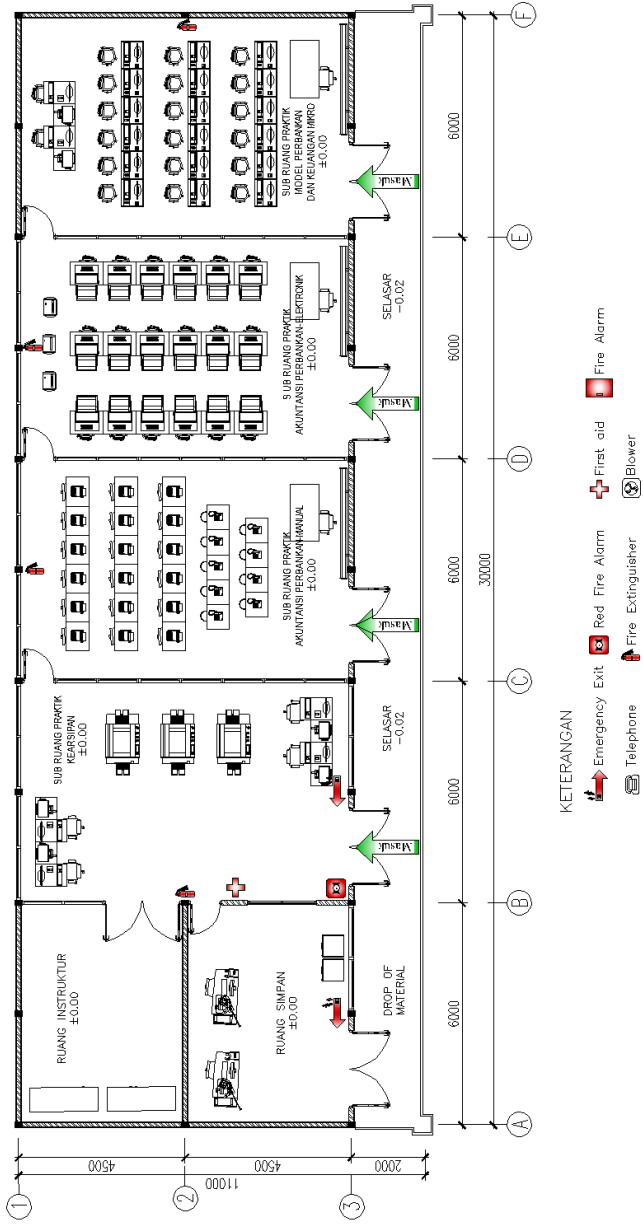 SUB RUANG PRAKTIK
MODEL PERBANKAN
DAN KEUANGAN MIKRO
±0.00
Masuk
F
6000
E
SUB RUANG PRAKTIK
AKUNTANSI PERBANKAN-ELEKTRONIK
±0.00
SELASAR
-0.02
Masuk
6000
D
SUB RUANG PRAKTIK
AKUNTANSI PERBANKAN-MANUAL
±0.00
Masuk
6000
30000
C
SUB RUANG PRAKTIK
KEARSIPAN
±0.00
SELASAR
-0.02
Masuk
6000
B
RUANG INSTRUKTUR
±0.00
RUANG SIMPAN
±0.00
DROP OF
MATERIAL
6000
A
4500
4500
2000
11000
1
2
3
KETERANGAN
Emergency Exit
Red Fire Alarm
First aid
Fire Alarm
Telephone
Fire Extinguisher
Blower